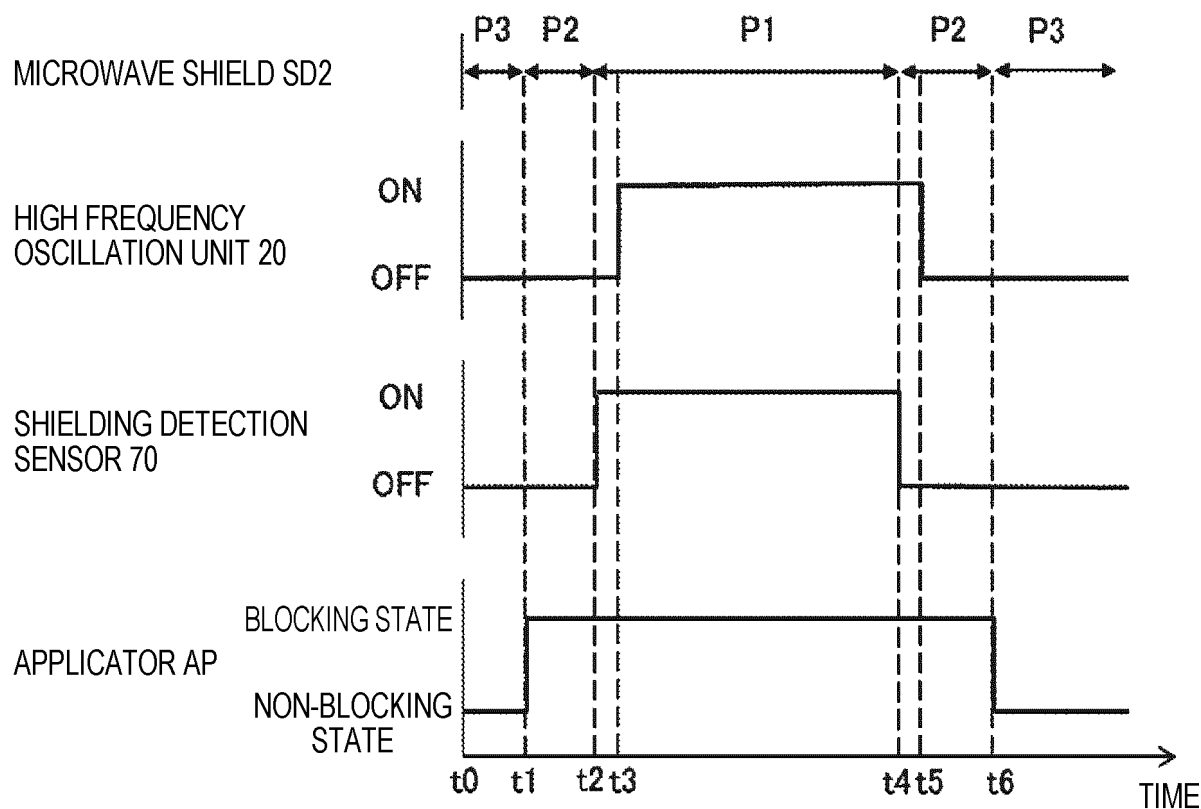 P3 P2 P1 P2 P3
MICROWAVE SHIELD SD2
ON
HIGH FREQUENCY
OSCILLATION UNIT 20
OFF
ON
SHIELDING DETECTION
SENSOR 70
OFF
BLOCKING STATE
APPLICATOR AP
NON-BLOCKING
STATE
t0 t1 t2 t3 t4 t5 t6
TIME